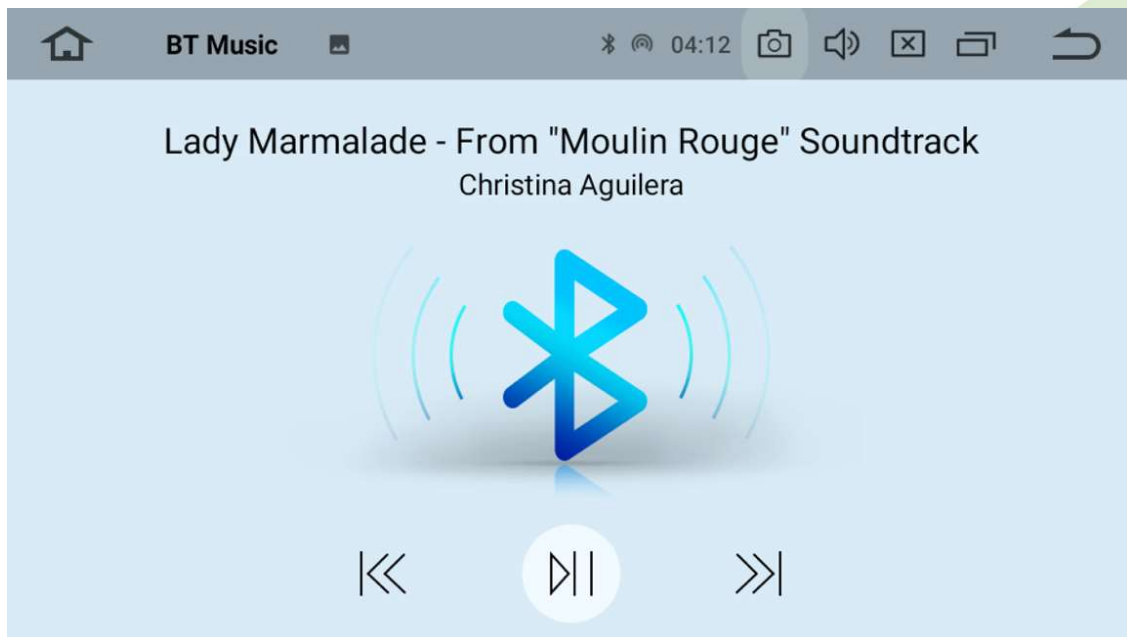 BT Music
04:12
Lady Marmalade - From "Moulin Rouge" Soundtrack
Christina Aguilera